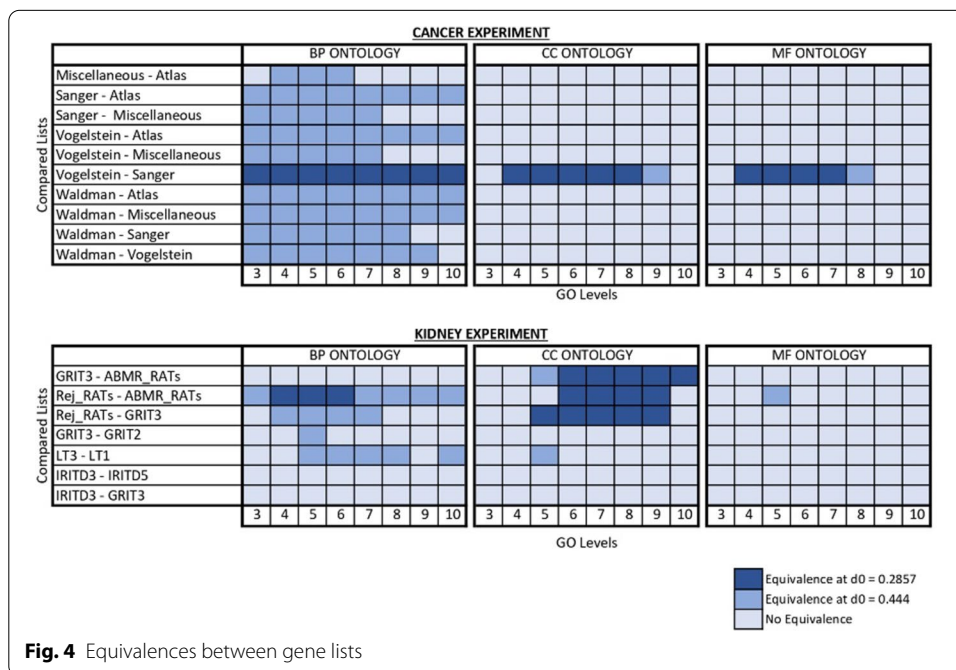 CANCER EXPERIMENT
BP ONTOLOGY CC ONTOLOGY MF ONTOLOGY
Compared Lists
Miscellaneous - Atlas
Sanger - Atlas
Sanger - Miscellaneous
Vogelstein - Atlas
Vogelstein - Miscellaneous
Vogelstein - Sanger
Waldman - Atlas
Waldman - Miscellaneous
Waldman - Sanger
Waldman - Vogelstein
3 4 5 6 7 8 9 10 3 4 5 6 7 8 9 10 3 4 5 6 7 8 9 10
GO Levels
KIDNEY EXPERIMENT
BP ONTOLOGY CC ONTOLOGY MF ONTOLOGY
Compared Lists
GRIT3 - ABMR_RATs
Rej_RATs - ABMR_RATs
Rej_RATs - GRIT3
GRIT3 - GRIT2
LT3 - LT1
IRITD3 - IRITD5
IRITD3 - GRIT3
3 4 5 6 7 8 9 10 3 4 5 6 7 8 9 10 3 4 5 6 7 8 9 10
GO Levels
Equivalence at d0 = 0.2857
Equivalence at d0 = 0.444
No Equivalence
Fig. 4 Equivalences between gene lists